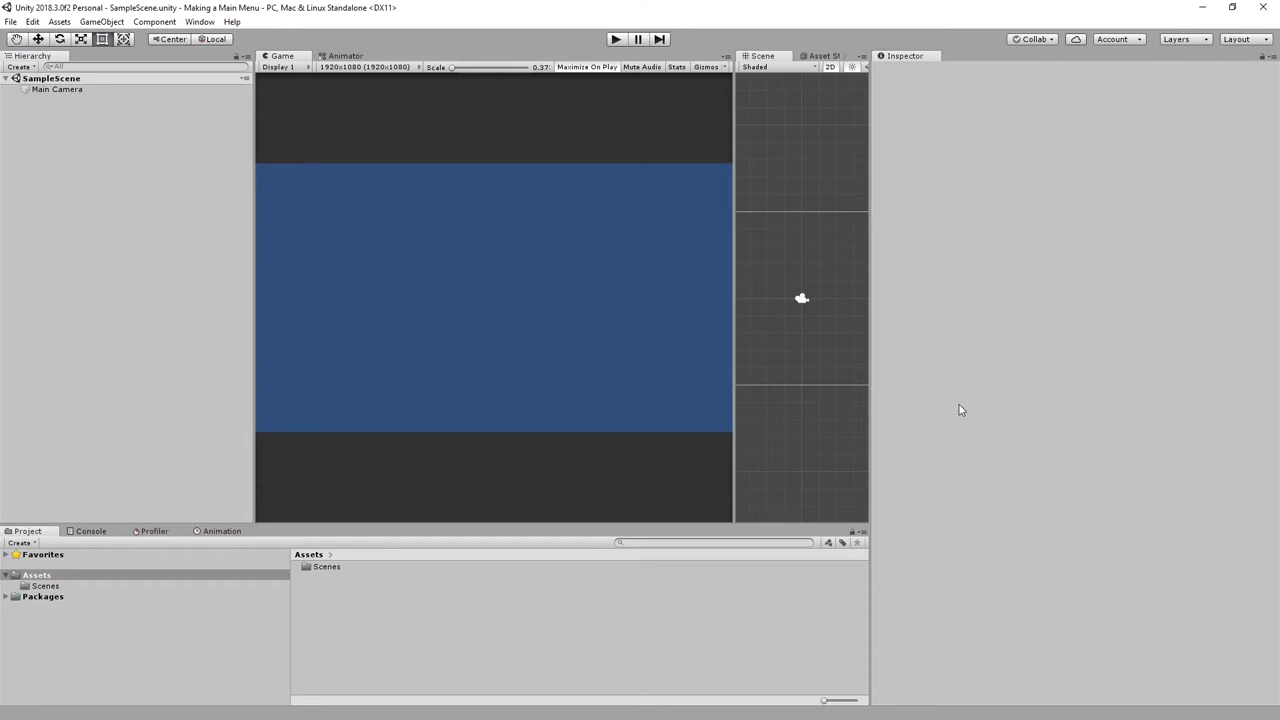 Unity 2018.3.0f2 Personal - SampleScene.unity - Making a Main Menu - PC, Mac & Linux Standalone <DX11>
File Edit Assets GameObject Component Window Help
Center Local Collab Account Layers Layout
Hierarchy Game Animator Scene Asset St Inspector
Create All Display 1 1920x1080 (1920x1080) Scale 0.37 Maximize On Play Mute Audio Stats Gizmos Shaded 2D
SampleScene
Main Camera
Project Console Profiler Animation
Create
Favorites Assets
Assets Scenes
Scenes
Packages